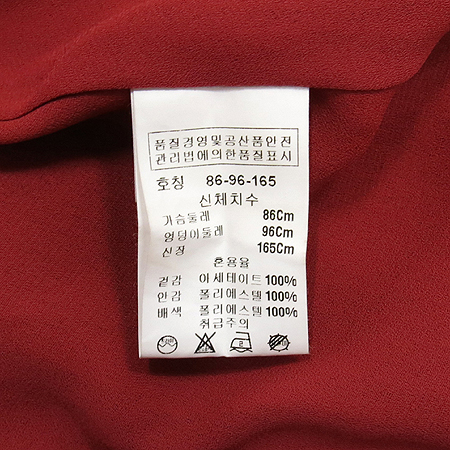 품질경영및공산품안전
관리법에의한품질표시
호칭 86-96-165
신체치수
가슴둘레 86Cm
엉덩이둘레 96Cm
신장 165Cm
혼용율
겉감 아세테이트 100%
안감 폴리에스텔 100%
배색 폴리에스텔 100%
취급주의